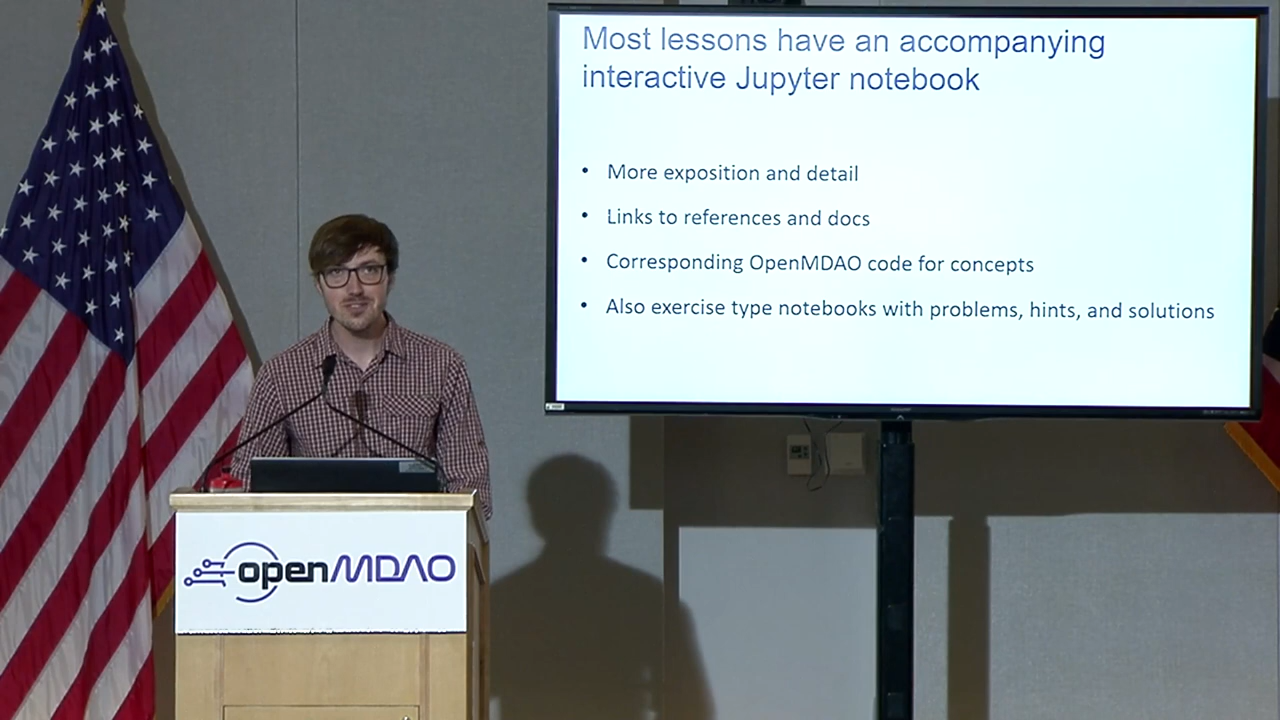 Most lessons have an accompanying
interactive Jupyter notebook
• More exposition and detail
• Links to references and docs
• Corresponding OpenMDAO code for concepts
• Also exercise type notebooks with problems, hints, and solutions
openMDAO